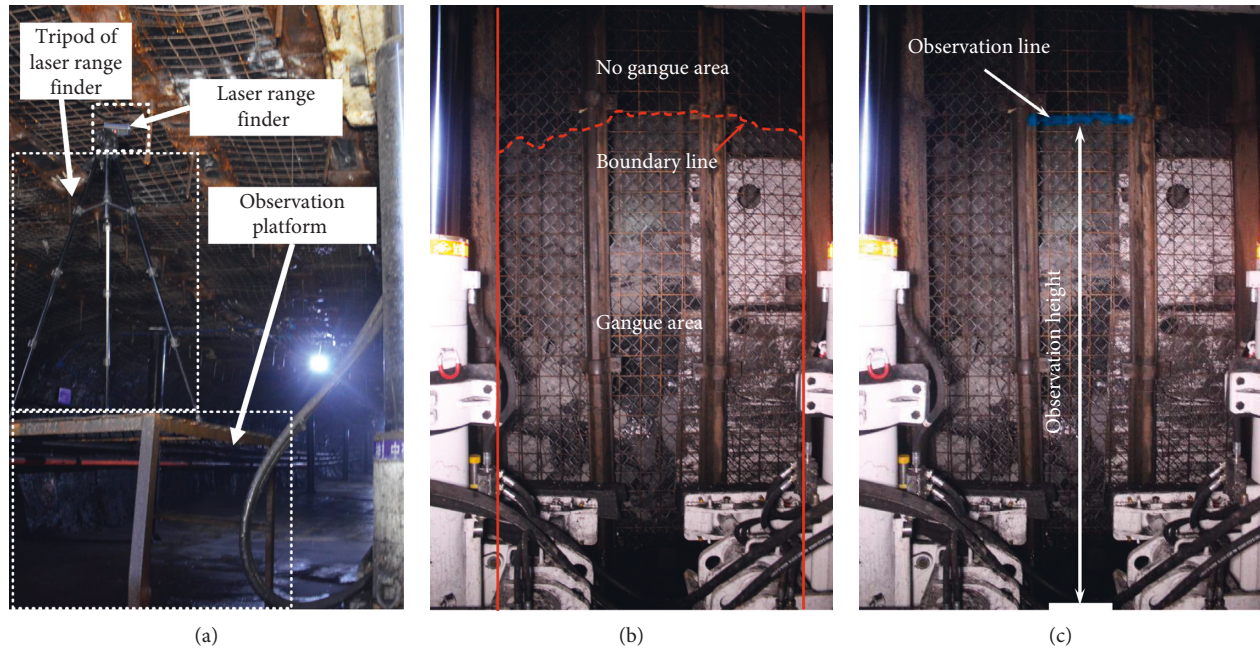 Tripod of
laser range
finder
Laser range
finder
Observation
platform
中
(a)
No gangue area
Boundary line
Gangue area
(b)
Observation line
Observation height
(c)